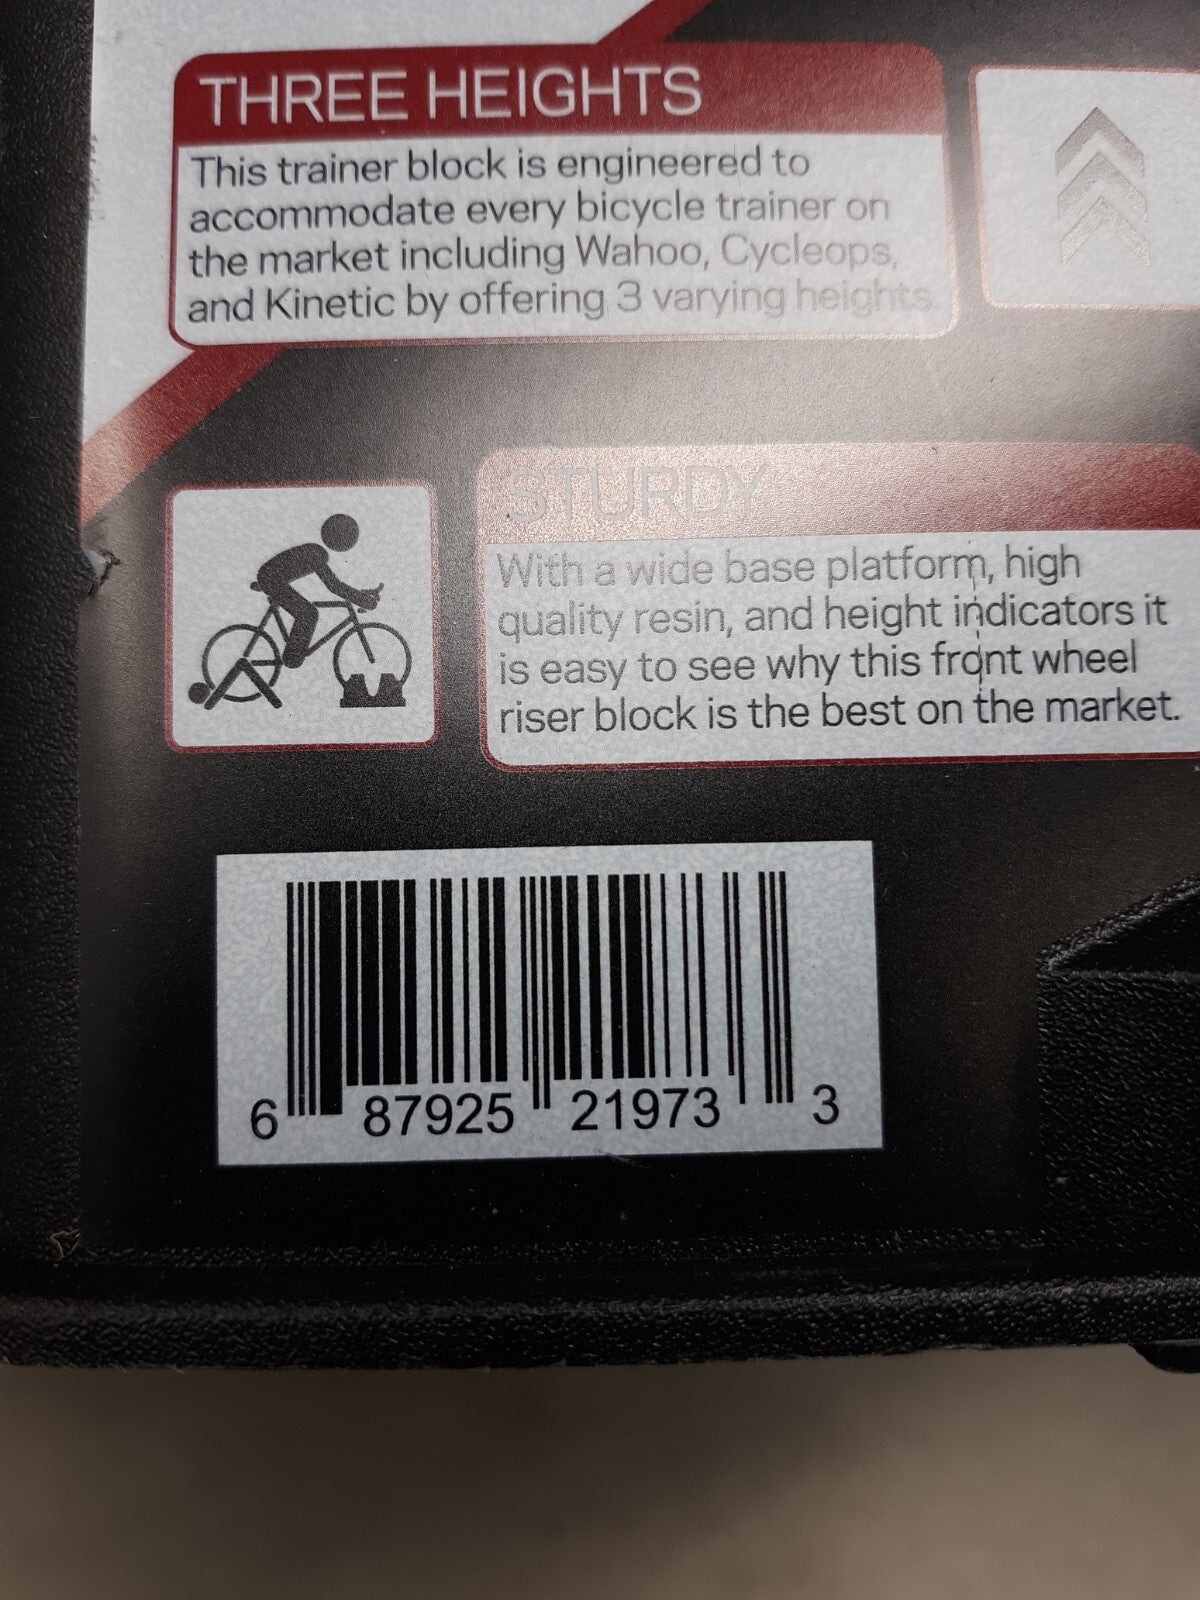 THREE HEIGHTS
This trainer block is engineered to
accommodate every bicycle trainer on
the market including Wahoo, Cycleops,
and Kinetic by offering 3 varying heights.
STURDY
With a wide base platform, high
quality resin, and height indicators it
is easy to see why this front wheel
riser block is the best on the market.
6 87925 21973 3